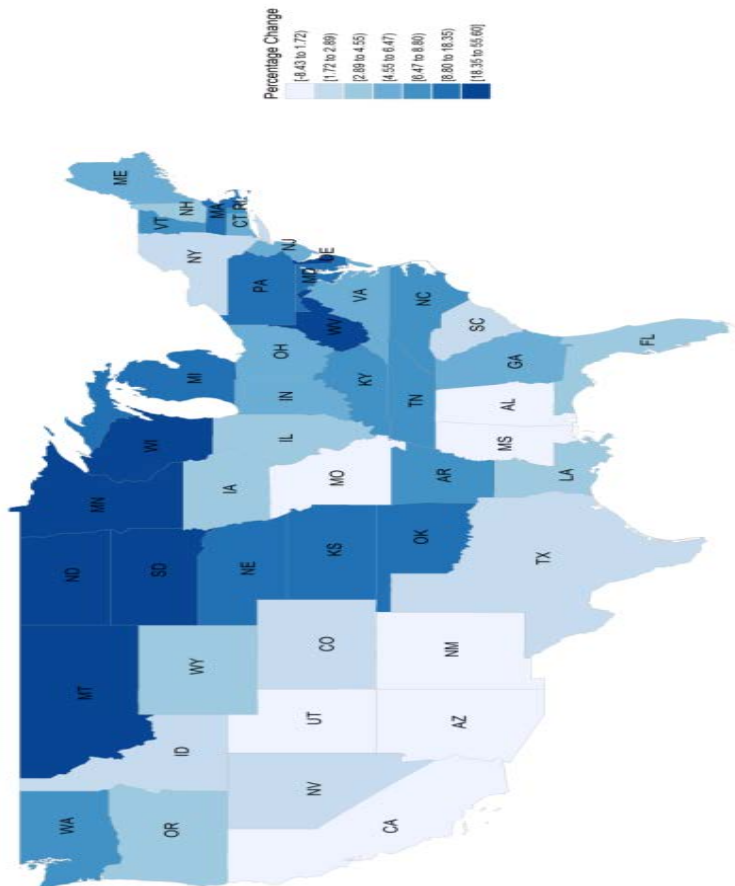 WA
MT
ND
MN
ME
OR
ID
SD
WI
MI
VT
NH
NY
MA
CT
RI
WY
NE
IA
PA
NJ
NV
UT
CO
KS
IL
IN
OH
MD
DE
WV
CA
MO
KY
VA
AZ
NM
OK
AR
TN
NC
TX
LA
MS
AL
GA
SC
FL
Percentage Change
[-8.43 to 1.72)
[1.72 to 2.89)
[2.89 to 4.55)
[4.55 to 6.47)
[6.47 to 8.80)
[8.80 to 18.35)
[18.35 to 55.60]